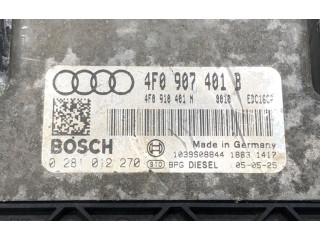 4F0 907 401 B
4F0 910 401 M 0010 EDC16CP
BOSCH
Made in Germany
0 281 012 270
1039S08844 1883 1417
BPG DIESEL 05-05-25